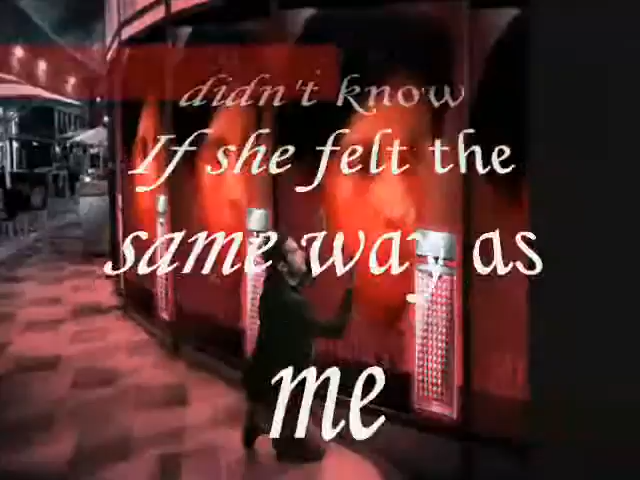 didn't know
If she felt the
same way as
me